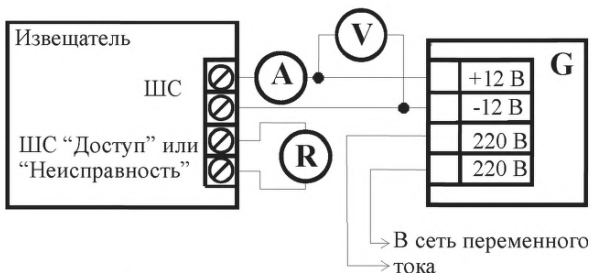 Извещатель
ШС
ШС “Доступ” или
“Неисправность”
A
V
R
G
+12 В
-12 В
220 В
220 В
В сеть переменного
тока